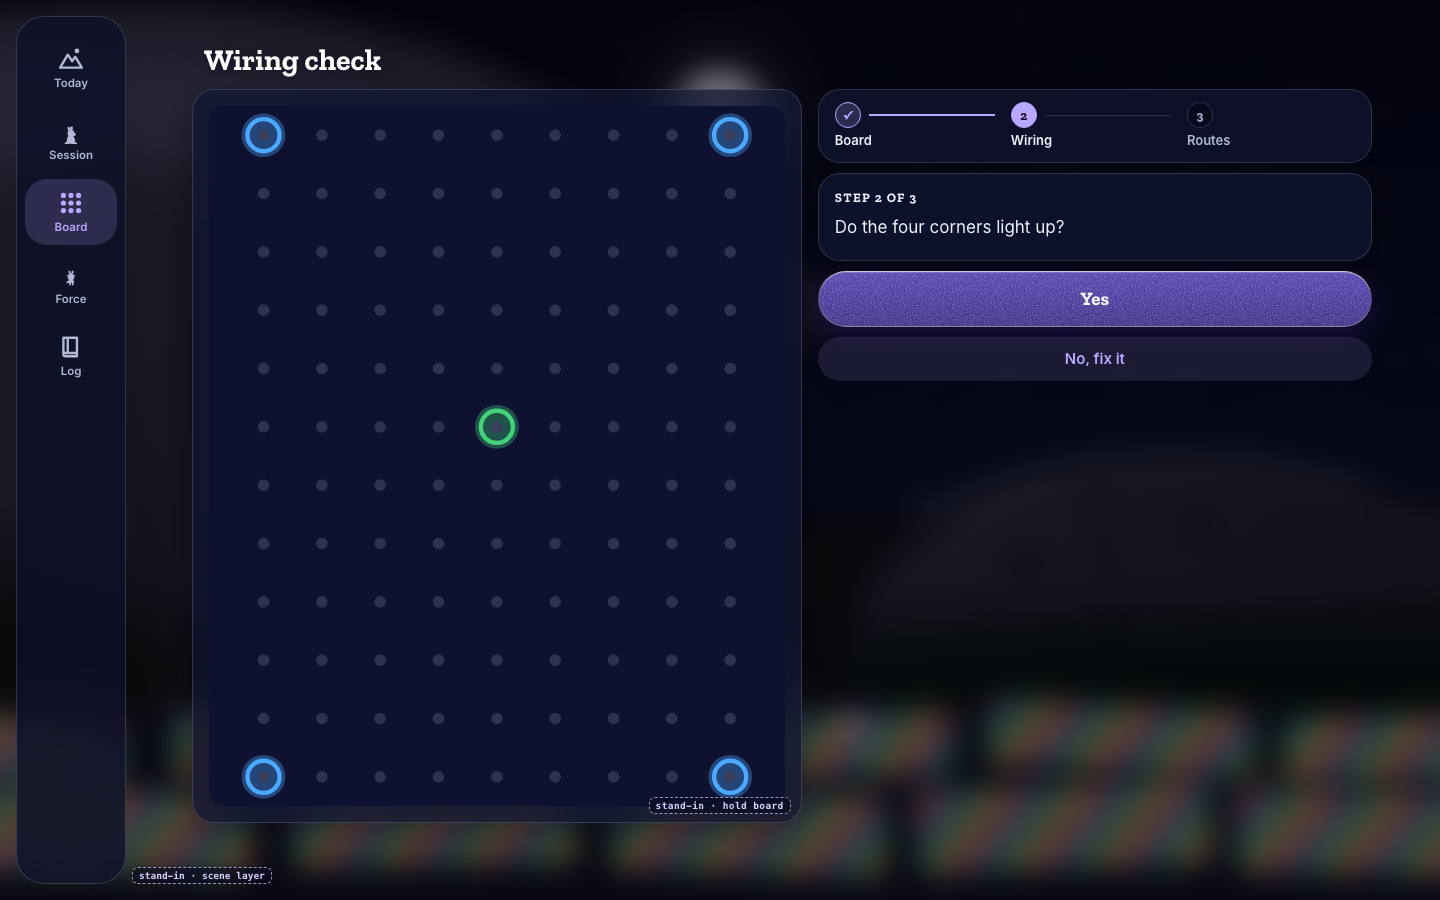 Today
Session
Board
Force
Log
Wiring check
stand-in · hold board
stand-in · scene layer
✓ 2 3
Board Wiring Routes
STEP 2 OF 3
Do the four corners light up?
Yes
No, fix it